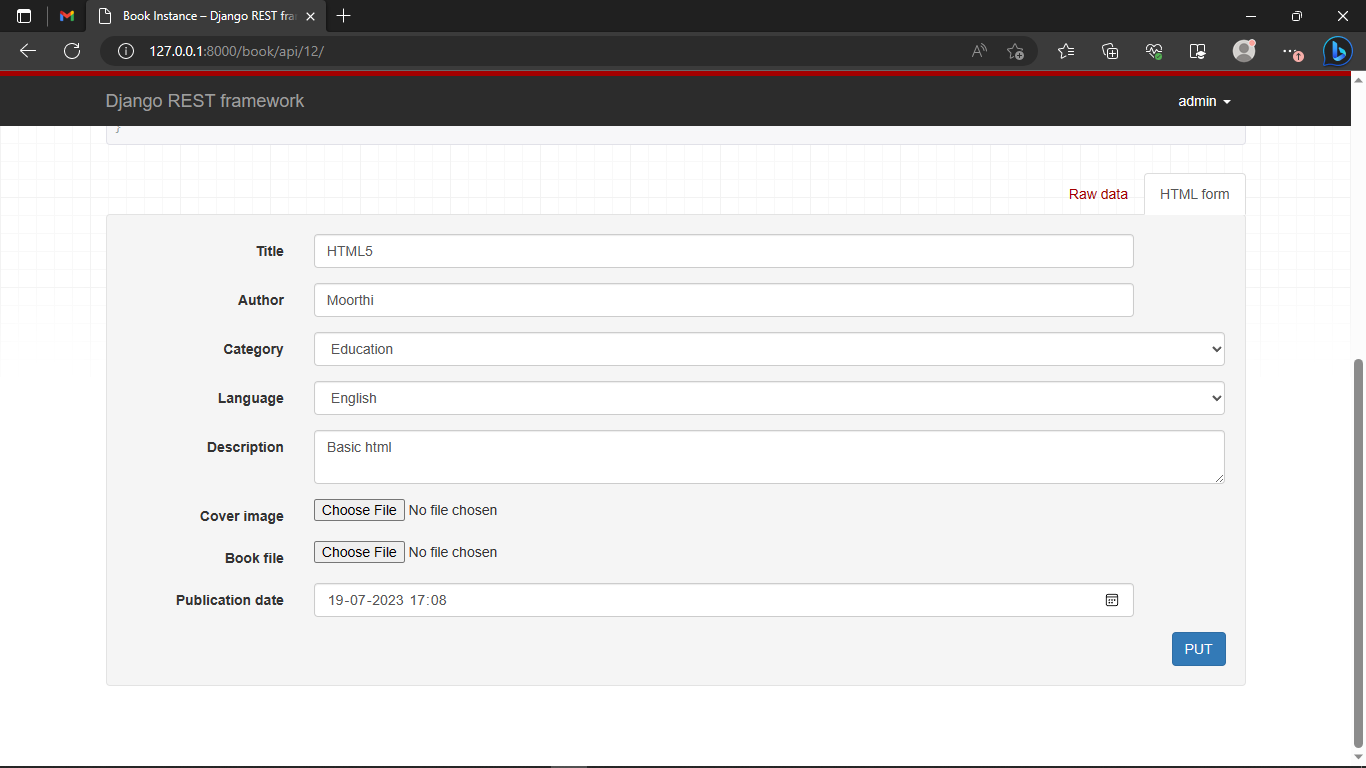 Book Instance – Django REST fra
127.0.0.1:8000/book/api/12/
Django REST framework
admin
}
Raw data
HTML form
Title
HTML5
Author
Moorthi
Category
Education
Language
English
Description
Basic html
Cover image
Choose File No file chosen
Book file
Choose File No file chosen
Publication date
19-07-2023 17:08
PUT